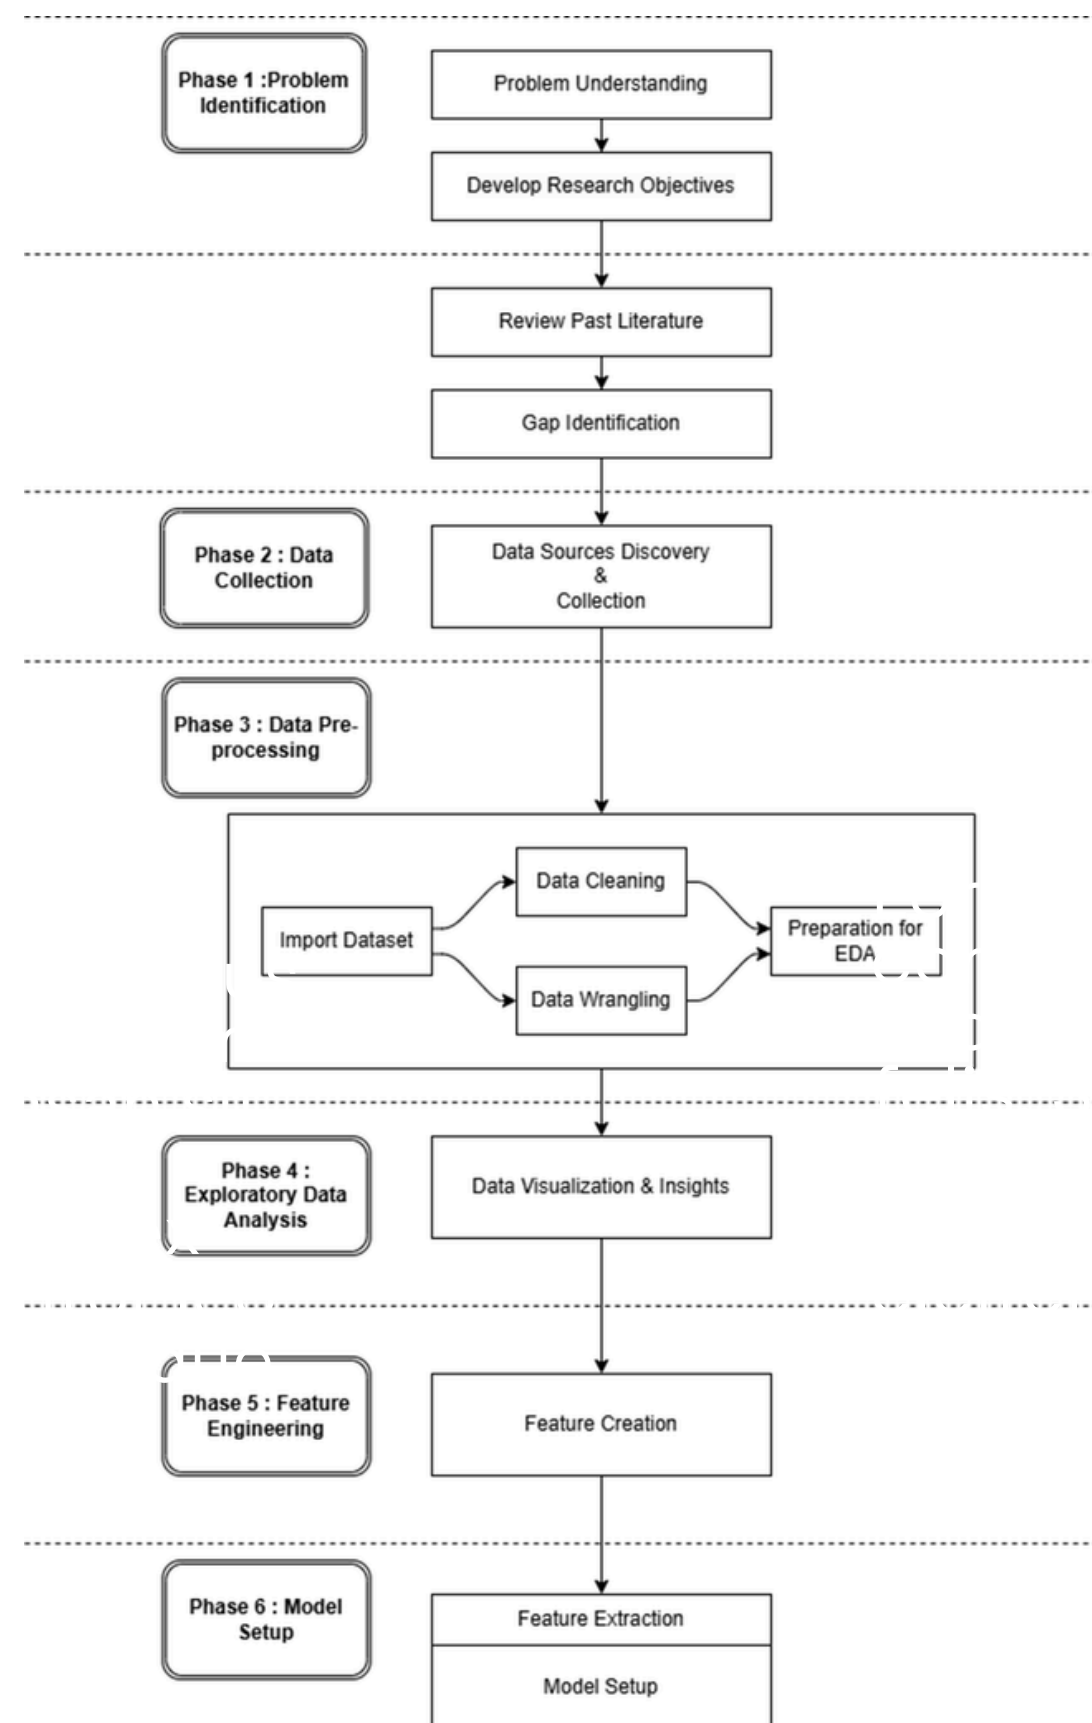 Phase 1 :Problem
Identification
Problem Understanding
Develop Research Objectives
Review Past Literature
Gap Identification
Phase 2 : Data
Collection
Data Sources Discovery
&
Collection
Phase 3 : Data Pre-
processing
Import Dataset
Data Cleaning
Data Wrangling
Preparation for
EDA
Phase 4 :
Exploratory Data
Analysis
Data Visualization & Insights
Phase 5 : Feature
Engineering
Feature Creation
Phase 6 : Model
Setup
Feature Extraction
Model Setup